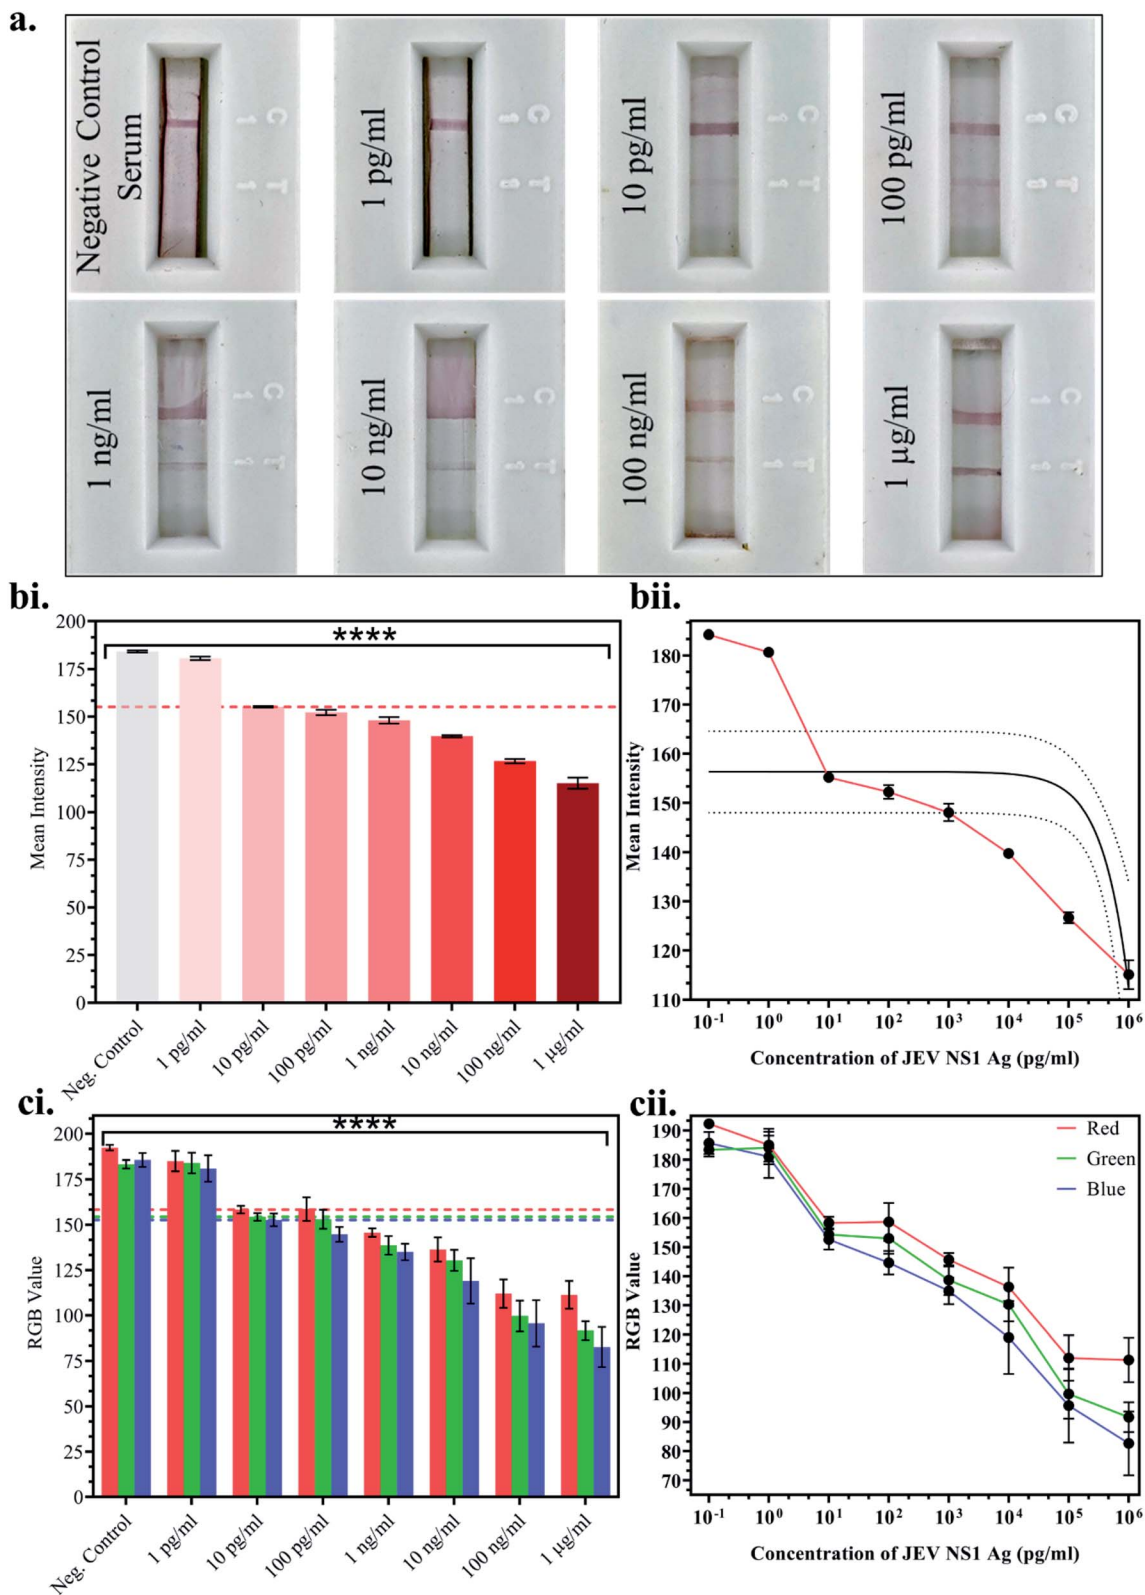 a.
Negative Control
Serum
C
T
1 pg/ml
C
T
10 pg/ml
C
T
100 pg/ml
C
T
1 ng/ml
C
T
10 ng/ml
C
T
100 ng/ml
C
T
1 µg/ml
C
T
bi.
****
Mean Intensity
200
175
150
125
100
75
50
25
0
Neg. Control
1 pg/ml
10 pg/ml
100 pg/ml
1 ng/ml
10 ng/ml
100 ng/ml
1 µg/ml
bii.
Mean Intensity
180
170
160
150
140
130
120
110
10⁻¹ 10⁰ 10¹ 10² 10³ 10⁴ 10⁵ 10⁶
Concentration of JEV NS1 Ag (pg/ml)
ci.
****
RGB Value
200
175
150
125
100
75
50
25
0
Neg. Control
1 pg/ml
10 pg/ml
100 pg/ml
1 ng/ml
10 ng/ml
100 ng/ml
1 µg/ml
cii.
Red
Green
Blue
RGB Value
190
180
170
160
150
140
130
120
110
100
90
80
70
10⁻¹ 10⁰ 10¹ 10² 10³ 10⁴ 10⁵ 10⁶
Concentration of JEV NS1 Ag (pg/ml)